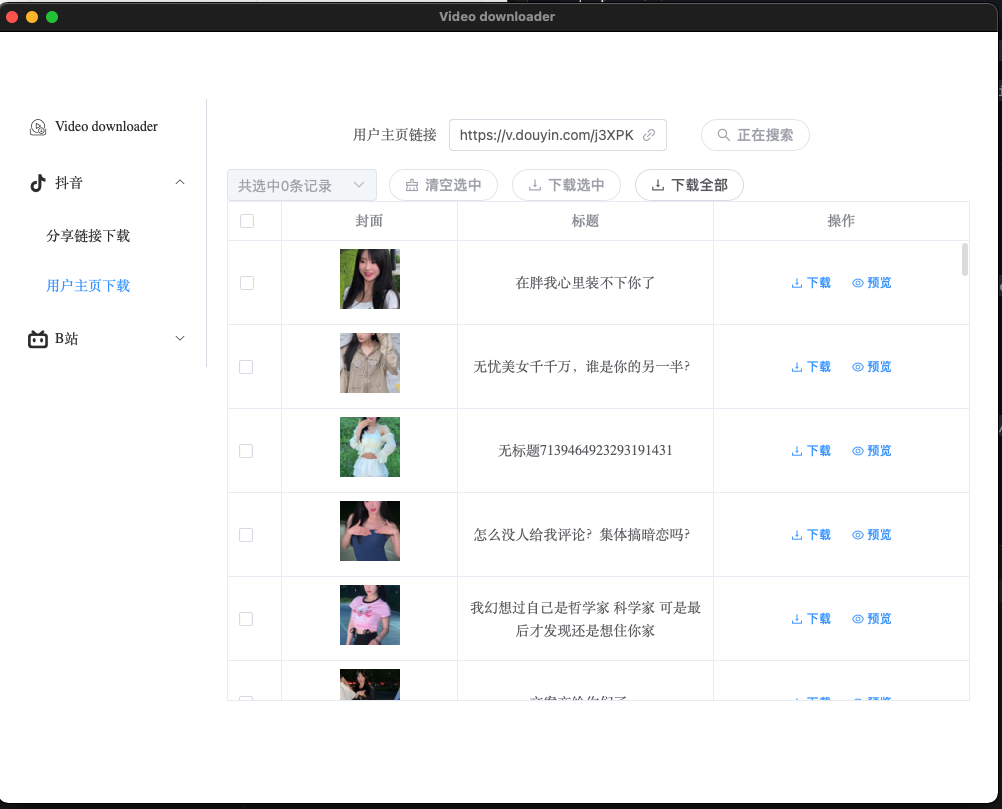 Video downloader
Video downloader
用户主页链接 https://v.douyin.com/j3XPK 正在搜索
抖音
共选中0条记录 清空选中 下载选中 下载全部
封面 标题 操作
分享链接下载
用户主页下载
在胖我心里装不下你了 下载 预览
B站
无忧美女千千万，谁是你的另一半? 下载 预览
无标题7139464923293191431 下载 预览
怎么没人给我评论？集体搞暗恋吗? 下载 预览
我幻想过自己是哲学家 科学家 可是最
后才发现还是想住你家
下载 预览
下载 预览